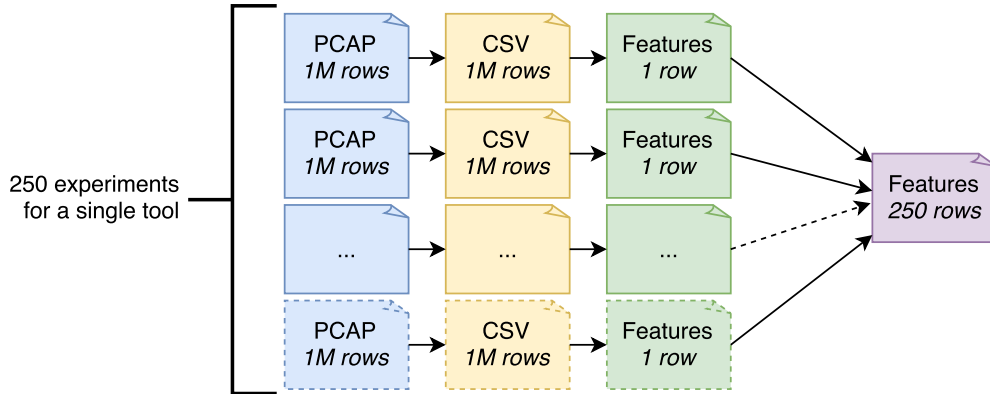 250 experiments
for a single tool
PCAP
1M rows
CSV
1M rows
Features
1 row
PCAP
1M rows
CSV
1M rows
Features
1 row
...
...
...
PCAP
1M rows
CSV
1M rows
Features
1 row
Features
250 rows